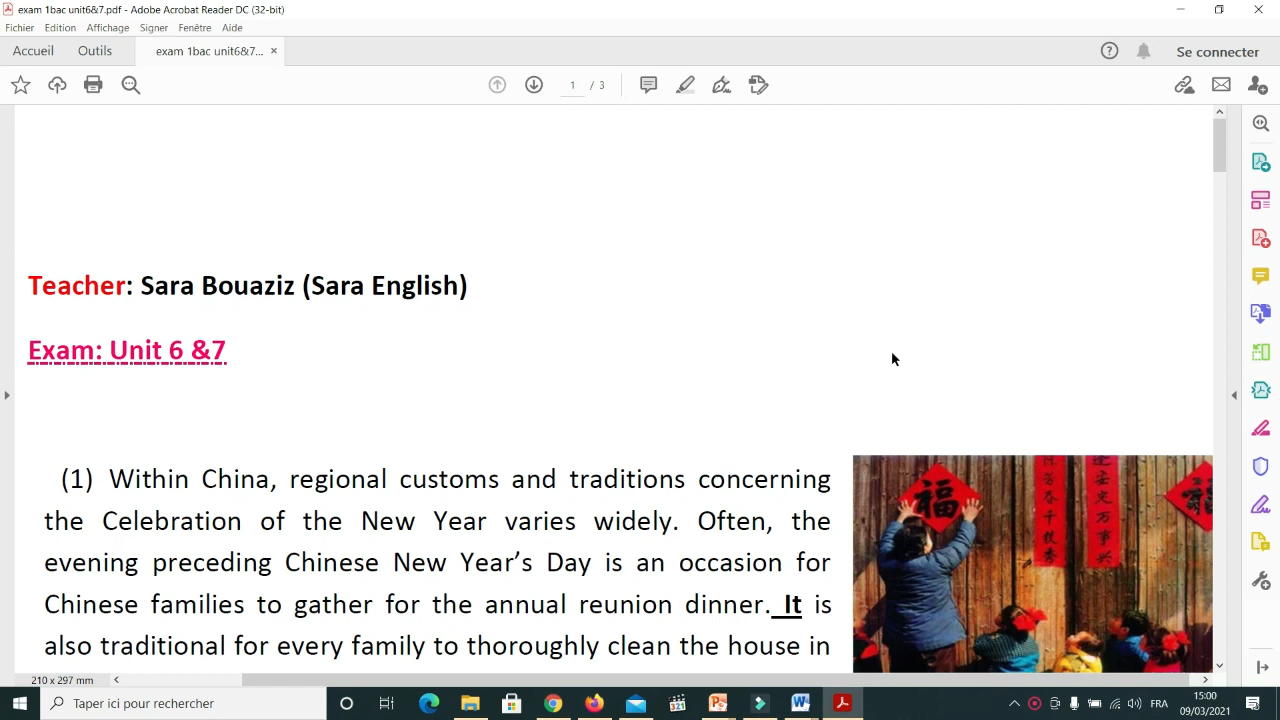 exam 1bac unit6&7.pdf - Adobe Acrobat Reader DC (32-bit)
Fichier Edition Affichage Signer Fenêtre Aide
Accueil Outils exam 1bac unit6&7... × Se connecter
1 / 3
Teacher: Sara Bouaziz (Sara English)
Exam: Unit 6 &7
(1) Within China, regional customs and traditions concerning
the Celebration of the New Year varies widely. Often, the
evening preceding Chinese New Year’s Day is an occasion for
Chinese families to gather for the annual reunion dinner. It is
also traditional for every family to thoroughly clean the house in
福
210 x 297 mm
Taper ici pour rechercher
321
FRA
15:00
09/03/2021